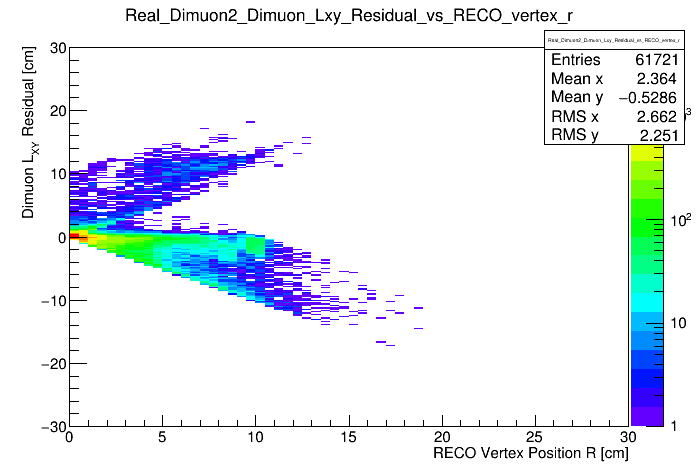 Real_Dimuon2_Dimuon_Lxy_Residual_vs_RECO_vertex_r
Real_Dimuon2_Dimuon_Lxy_Residual_vs_RECO_vertex_r
Entries 61721
Mean x 2.364
Mean y −0.5286
RMS x 2.662
RMS y 2.251
Dimuon L_XY Residual [cm]
30
20
10
0
−10
−20
−30
0 5 10 15 20 25 30
RECO Vertex Position R [cm]
3
10²
10
1